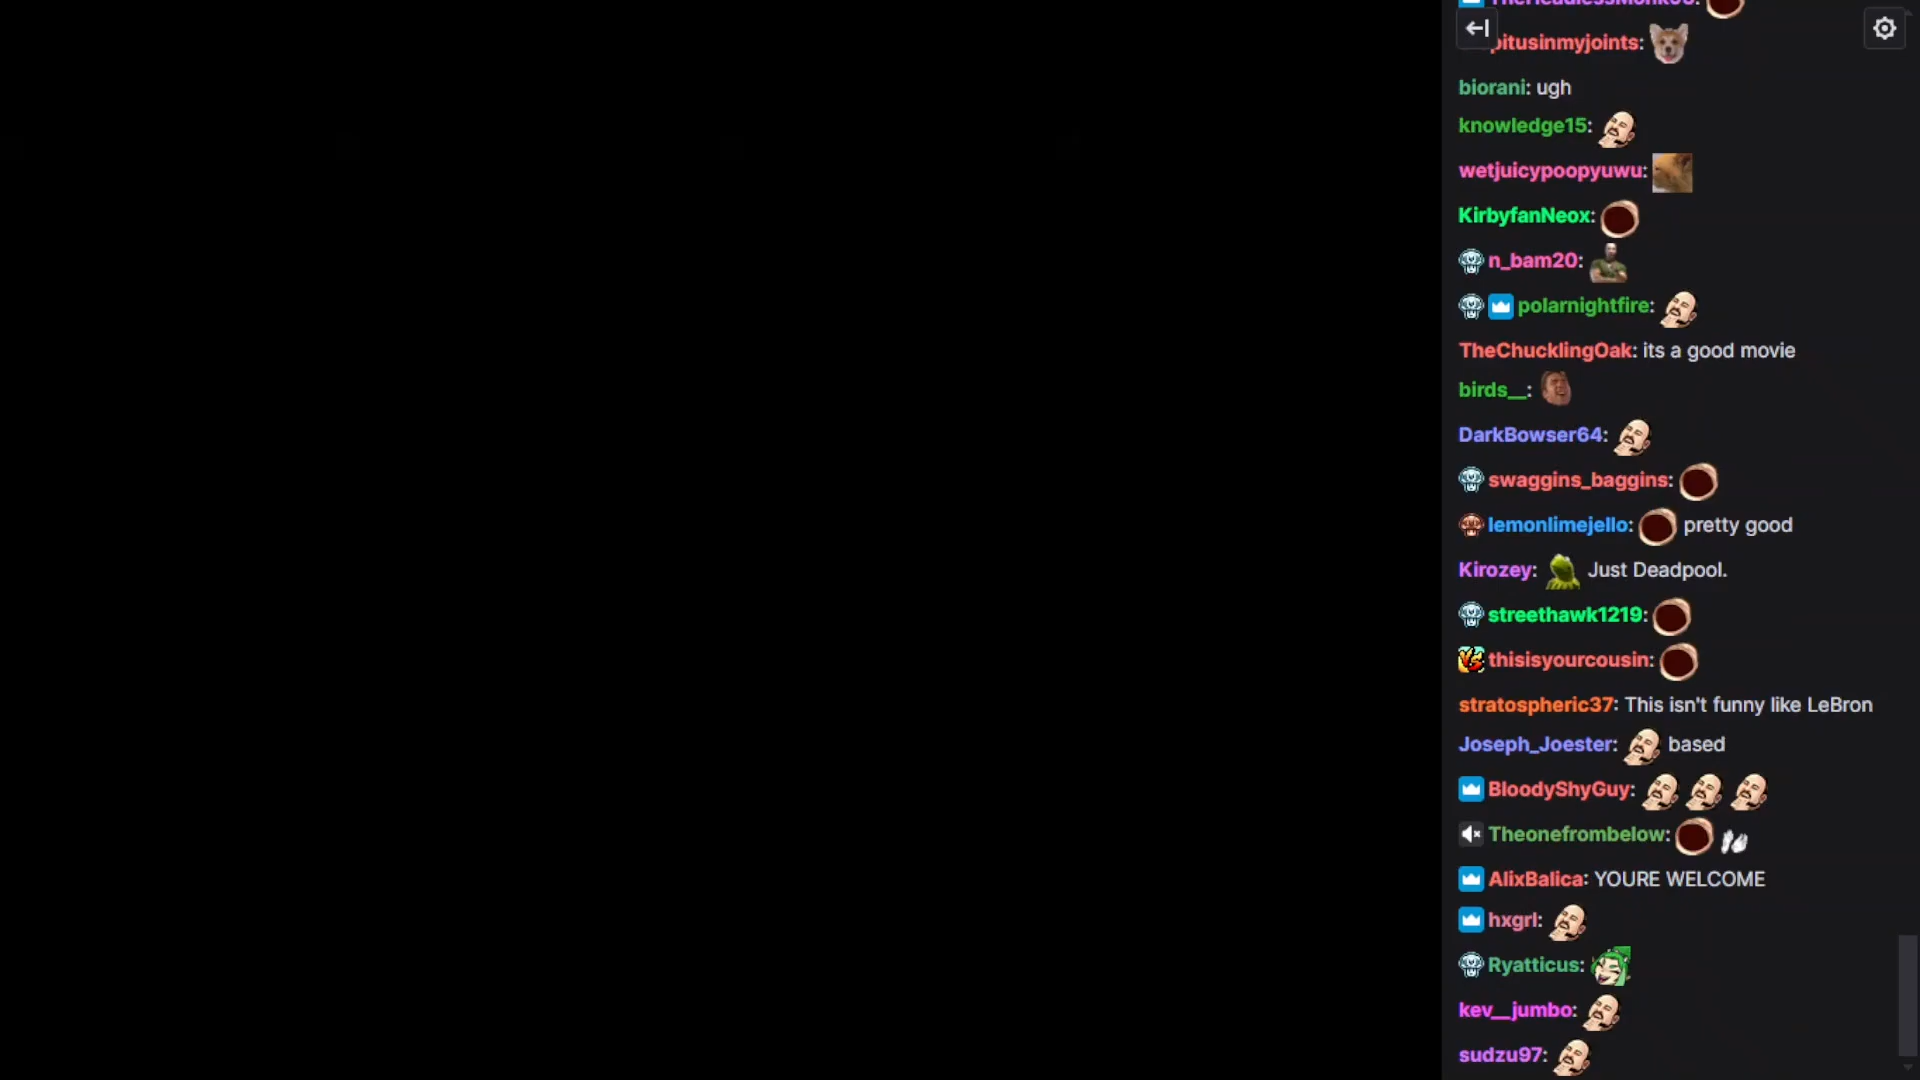 pitusinmyjoints:
biorani: ugh
knowledge15:
wetjuicypoopyuwu:
KirbyfanNeox:
n_bam20:
polarnightfire:
TheChucklingOak: its a good movie
birds__:
DarkBowser64:
swaggins_baggins:
lemonlimejello: pretty good
Kirozey: Just Deadpool.
streethawk1219:
thisisyourcousin:
stratospheric37: This isn't funny like LeBron
Joseph_Joester: based
BloodyShyGuy:
Theonefrombelow:
AlixBalica: YOURE WELCOME
hxgrl:
Ryatticus:
kev__jumbo:
sudzu97: